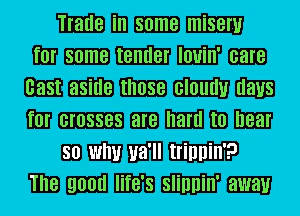 Trade in some misery
for some tender lovin' care
Cast aside those cloudy days
for crosses are hard to bear
so why ya'll trippin'?
The good life's slippin' away